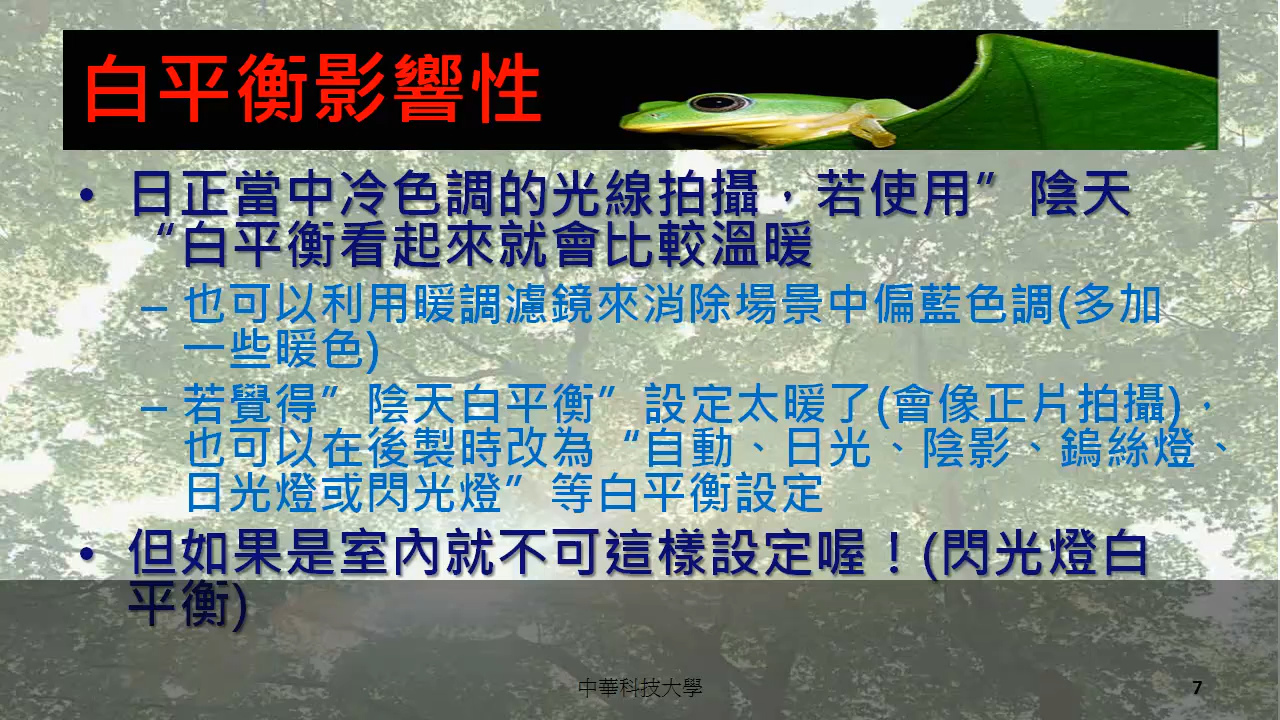 白平衡影響性
• 日正當中冷色調的光線拍攝，若使用”陰天
“白平衡看起來就會比較溫暖
– 也可以利用暖調濾鏡來消除場景中偏藍色調(多加
一些暖色)
– 若覺得”陰天白平衡”設定太暖了(會像正片拍攝)，
也可以在後製時改為“自動、日光、陰影、鎢絲燈、
日光燈或閃光燈”等白平衡設定
• 但如果是室內就不可這樣設定喔！(閃光燈白
平衡)
中華科技大學
7